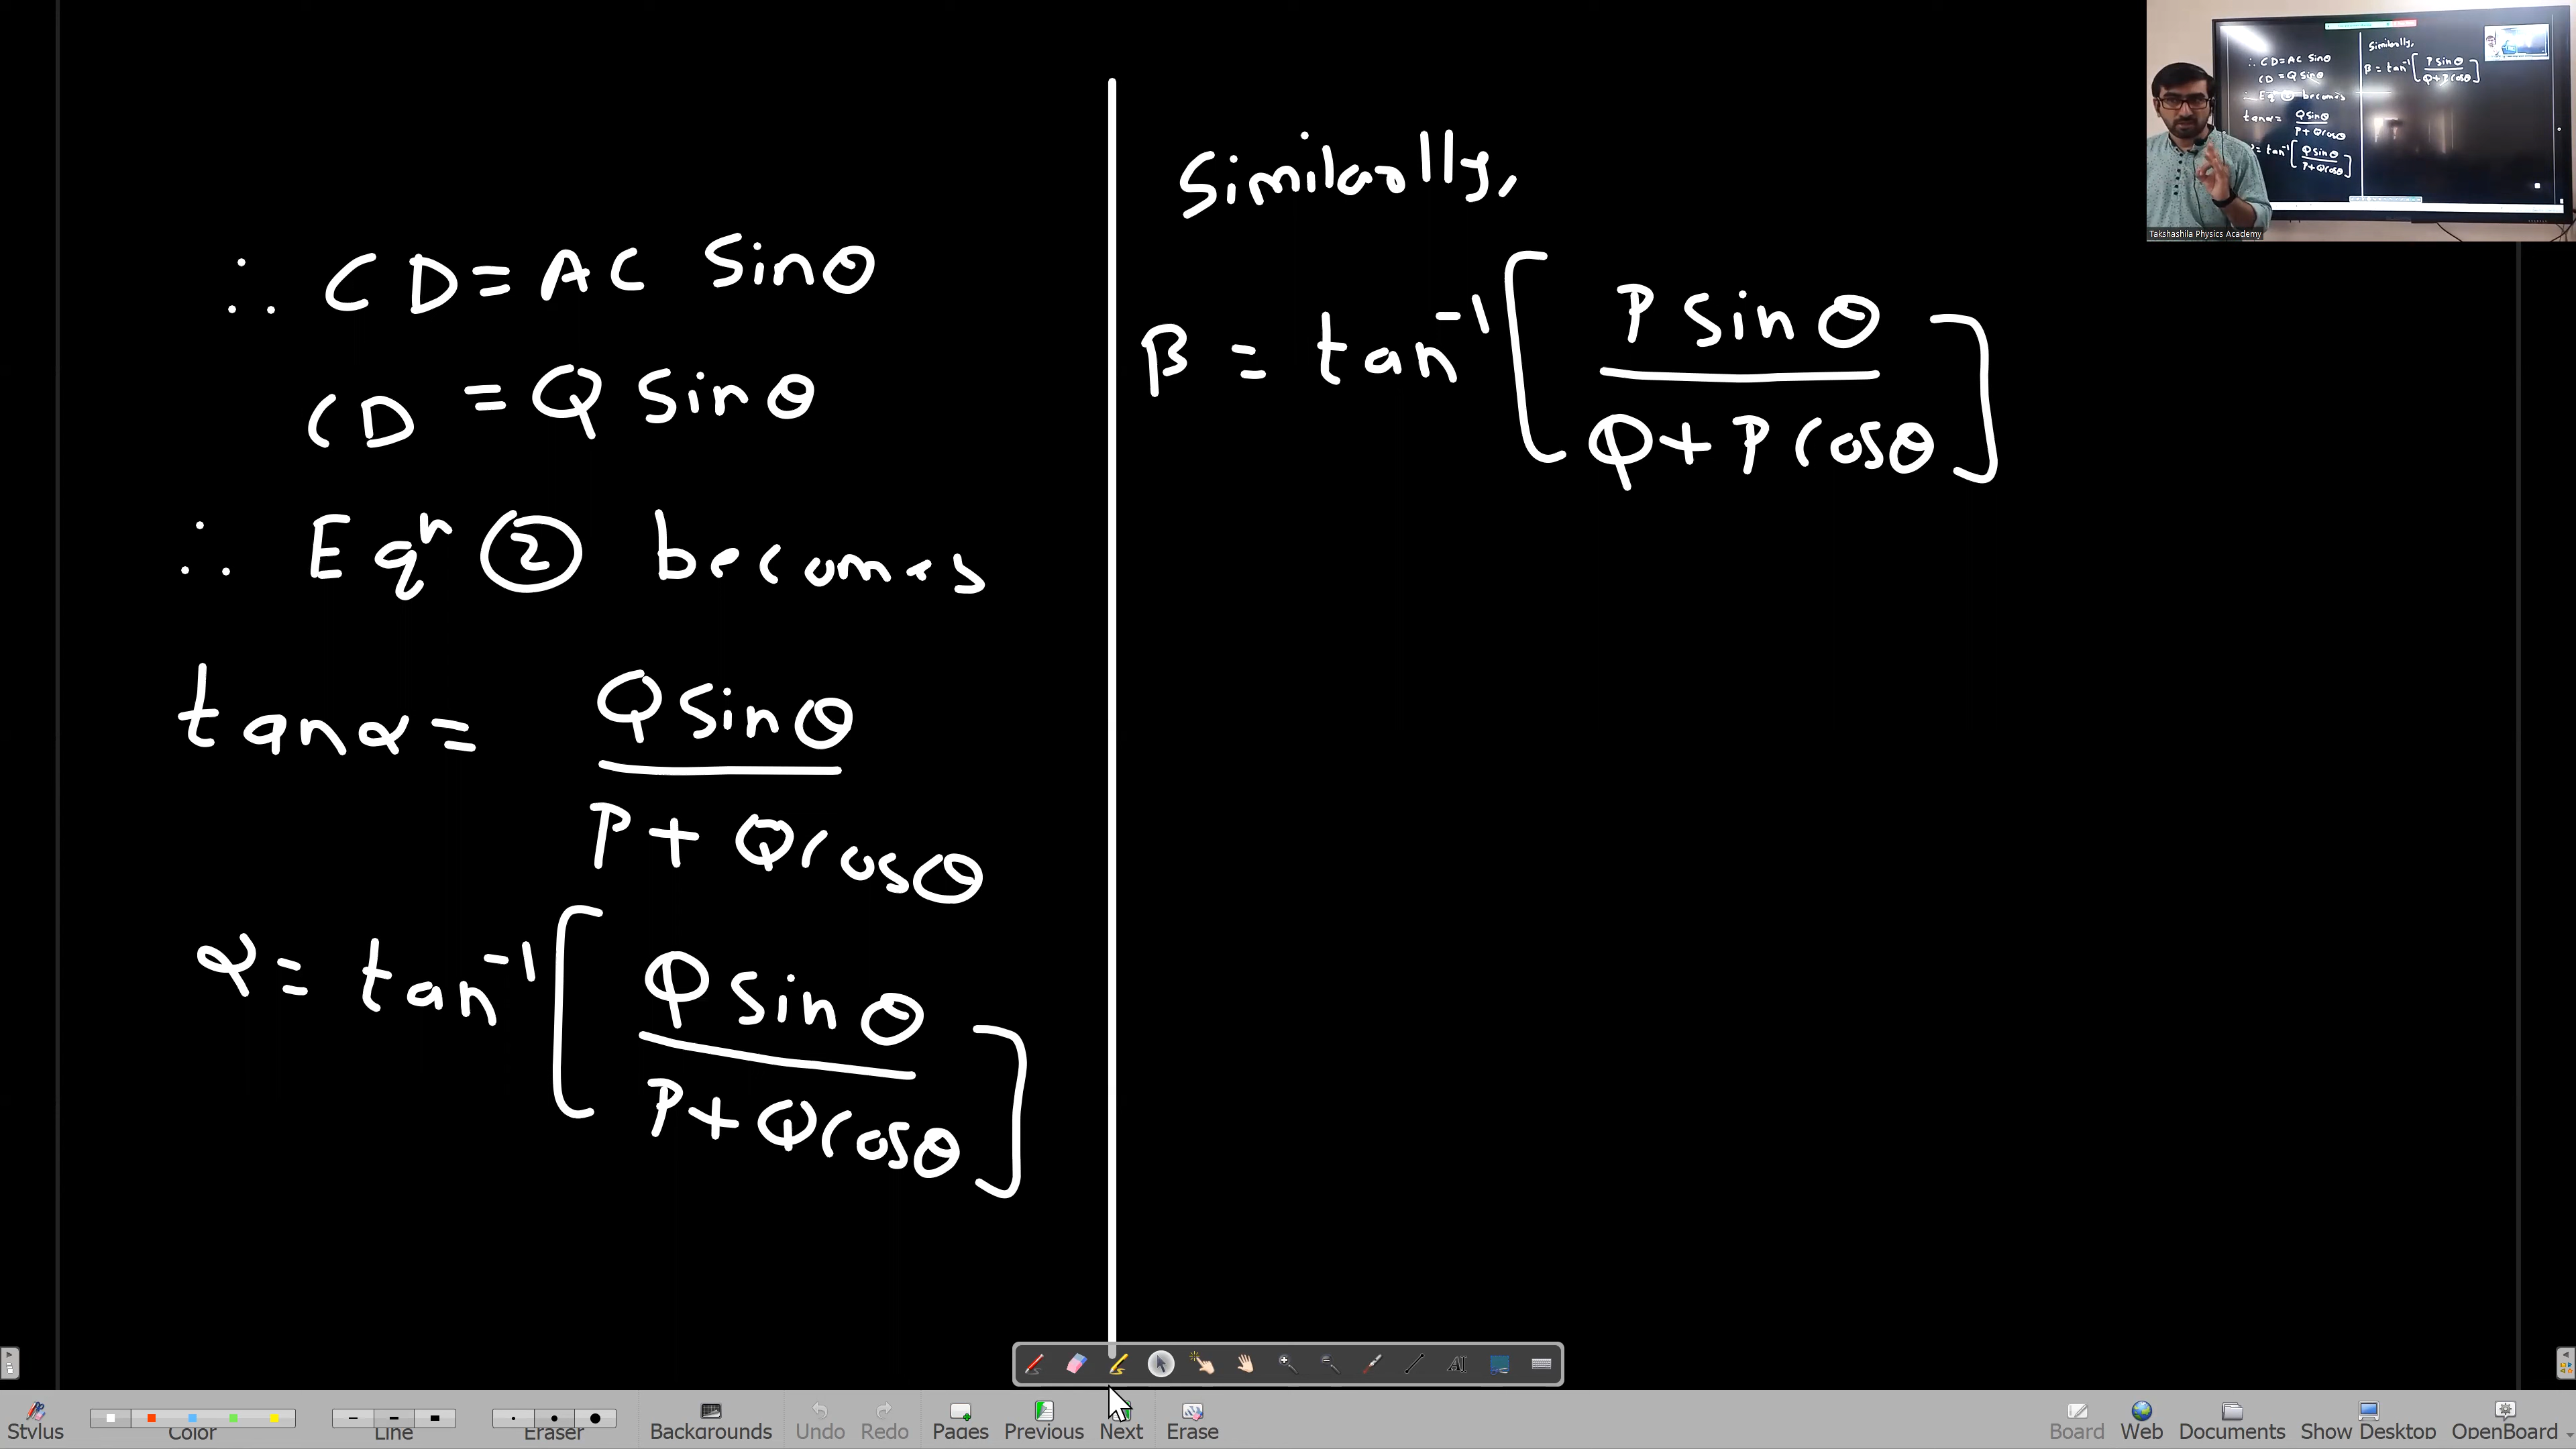 ∴ CD = AC Sinθ
CD = Q Sinθ
∴ Eqⁿ ② becomes
tanα = Q Sinθ / P + Q cosθ
α = tan⁻¹ [ Q Sinθ / P + Q cosθ ]
Similarly,
β = tan⁻¹ [ P Sinθ / Q + P cosθ ]
Takshashila Physics Academy
Stylus
Color
Line
Eraser
Backgrounds
Undo
Redo
Pages
Previous
Next
Erase
Board
Web
Documents
Show Desktop
OpenBoard